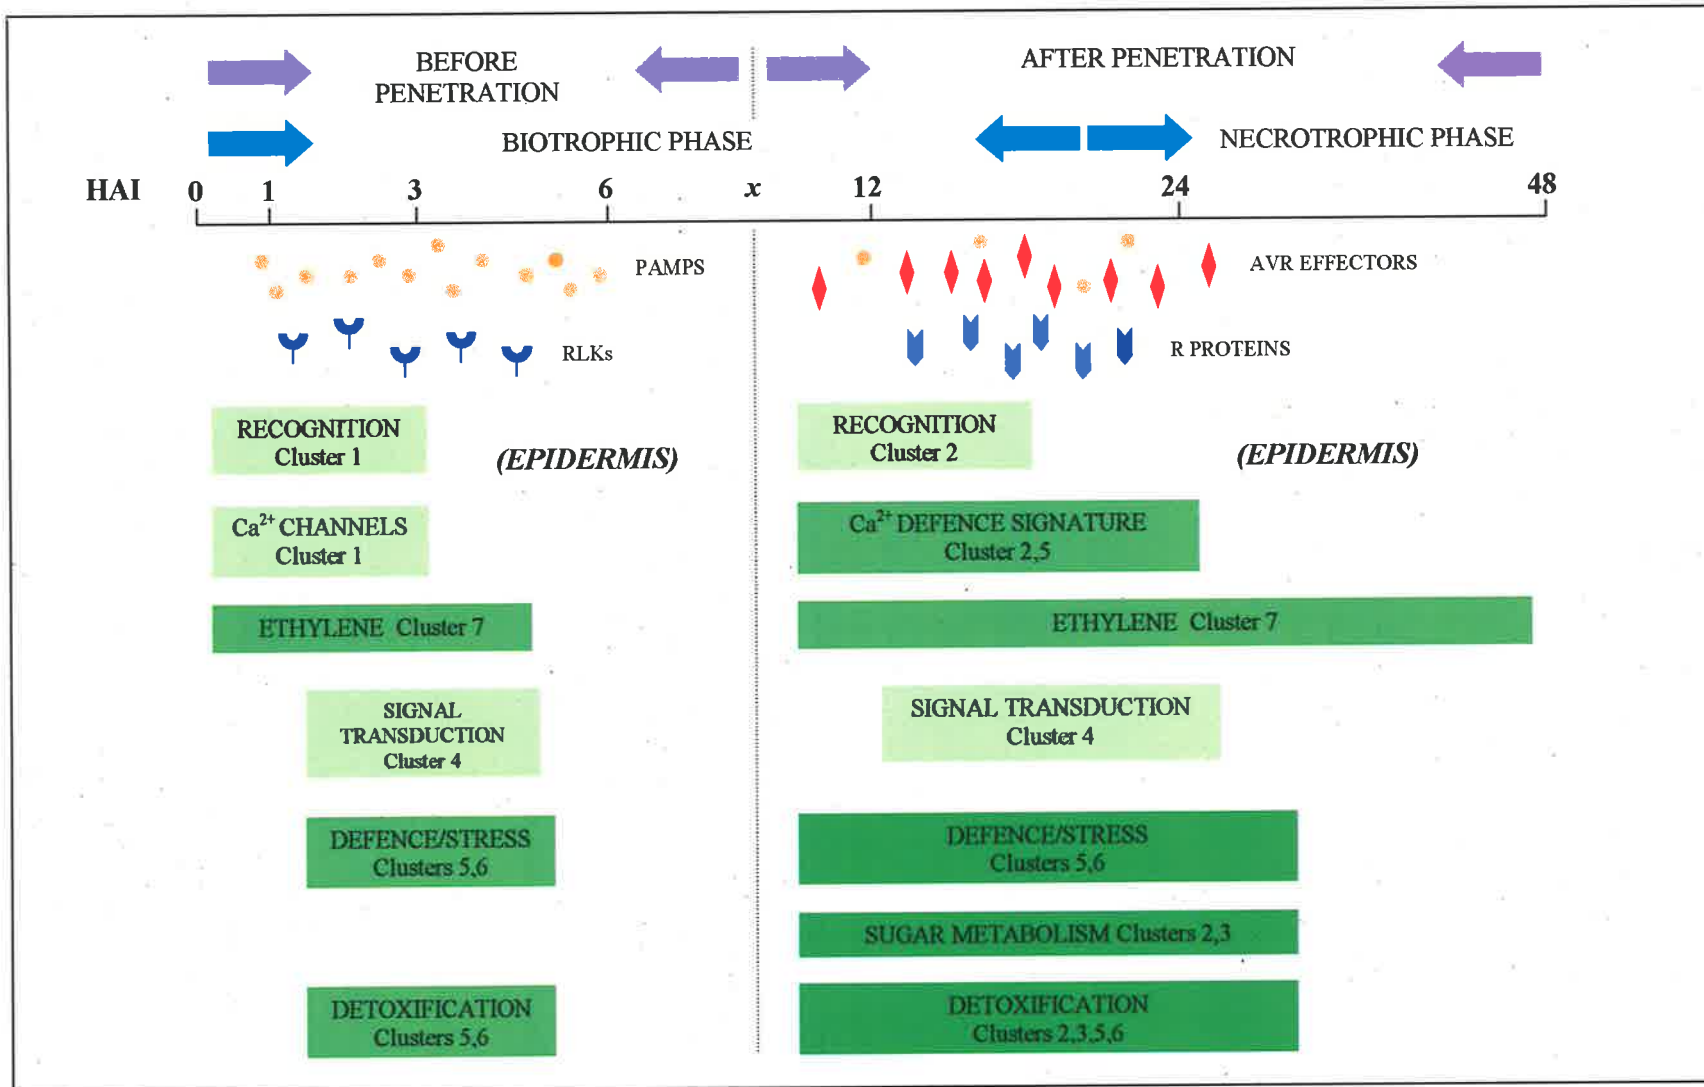 BEFORE
PENETRATION
AFTER PENETRATION
BIOTROPHIC PHASE
NECROTROPHIC PHASE
HAI 0 1 3 6 x 12 24 48
PAMPS
AVR EFFECTORS
RLKs
R PROTEINS
RECOGNITION
Cluster 1
(EPIDERMIS)
RECOGNITION
Cluster 2
(EPIDERMIS)
Ca²⁺ CHANNELS
Cluster 1
Ca²⁺ DEFENCE SIGNATURE
Cluster 2,5
ETHYLENE Cluster 7
ETHYLENE Cluster 7
SIGNAL
TRANSDUCTION
Cluster 4
SIGNAL TRANSDUCTION
Cluster 4
DEFENCE/STRESS
Clusters 5,6
DEFENCE/STRESS
Clusters 5,6
SUGAR METABOLISM Clusters 2,3
DETOXIFICATION
Clusters 5,6
DETOXIFICATION
Clusters 2,3,5,6